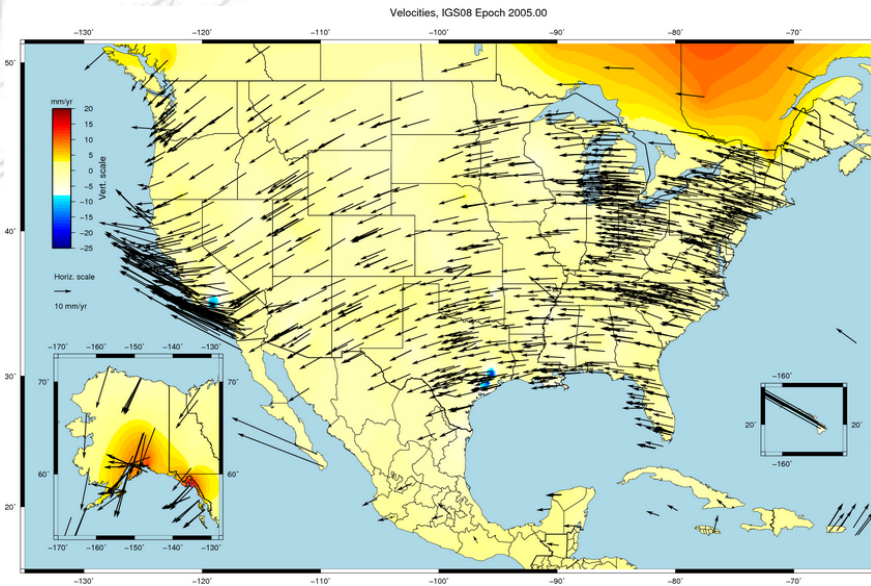 Velocities, IGS08 Epoch 2005.00
−130° −120° −110° −100° −90° −80° −70°
50°
mm/yr
20
15
10
5
0
−5
−10
−15
−20
−25
Vert. scale
40°
Horiz. scale
10 mm/yr
−170° −160° −150° −140° −130°
70° 70°
30°
−160°
20° 20°
−160°
60° 60°
20°
−170° −160° −150° −140° −130°
−130° −120° −110° −100° −90° −80° −70°